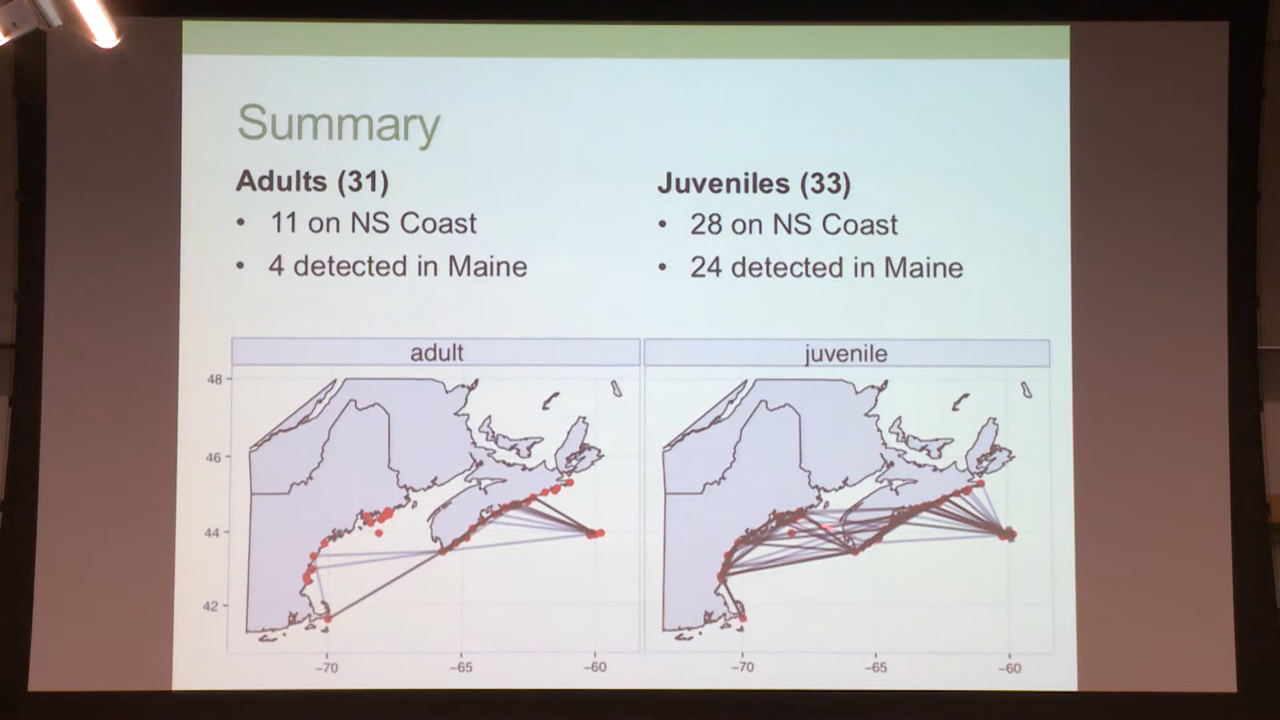 Summary
Adults (31)
• 11 on NS Coast
• 4 detected in Maine
Juveniles (33)
• 28 on NS Coast
• 24 detected in Maine
adult
juvenile
48
46
44
42
−70
−65
−60
−70
−65
−60